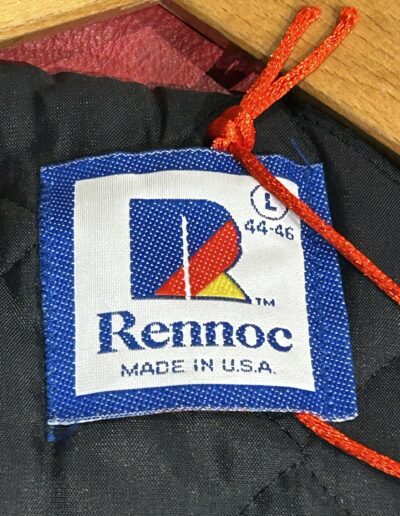 L
44-46
R
TM
Rennoc
MADE IN U.S.A.